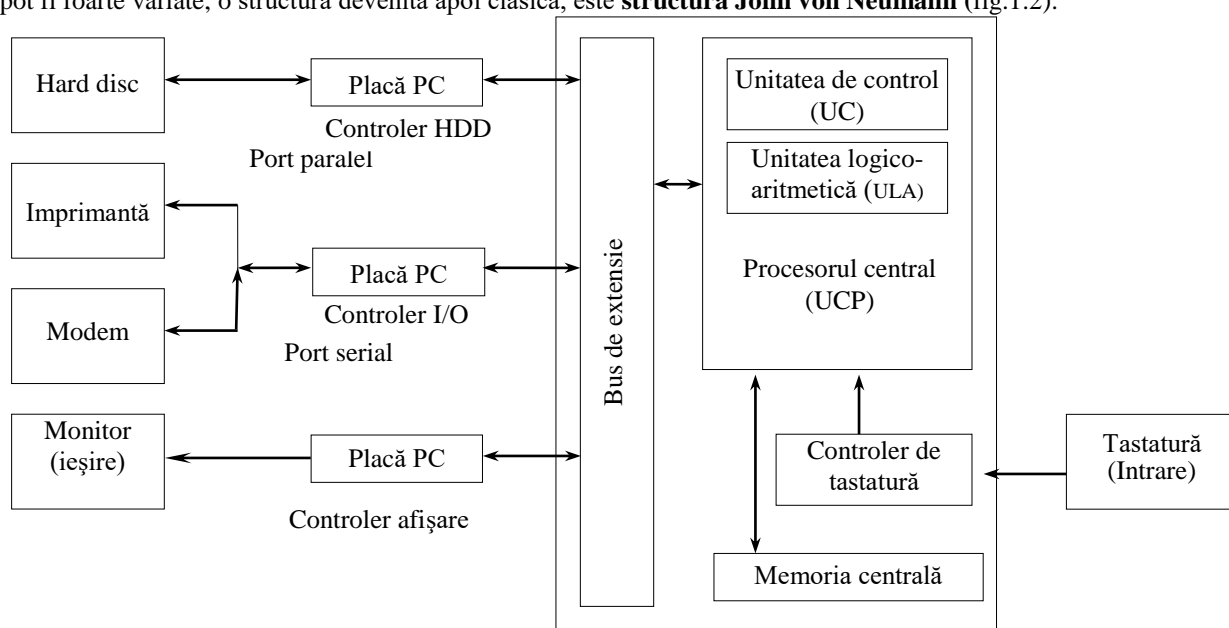 pot fi foarte variate, o structură devenită apoi clasică, este structura John von Neumann (fig.1.2).
Hard disc
Placă PC
Controler HDD
Port paralel
Imprimantă
Placă PC
Controler I/O
Modem
Port serial
Monitor
(ieşire)
Placă PC
Controler afişare
Bus de extensie
Unitatea de control
(UC)
Unitatea logico-
aritmetică (ULA)
Procesorul central
(UCP)
Controler de
tastatură
Tastatură
(Intrare)
Memoria centrală